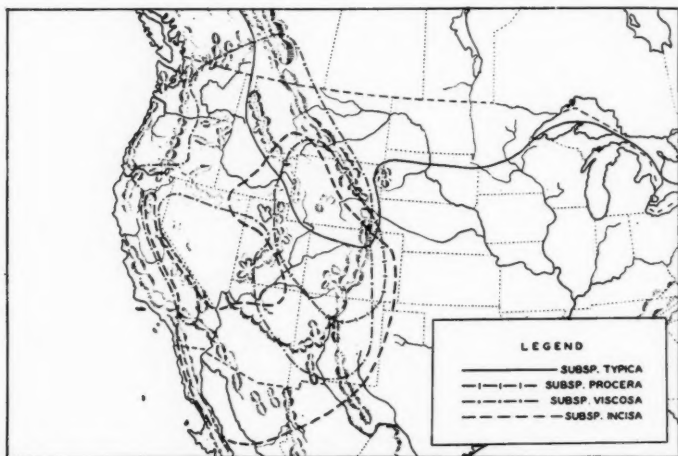 LEGEND
SUBSP. TYPICA
SUBSP. PROCERA
SUBSP. VISCOSA
SUBSP. INCISA